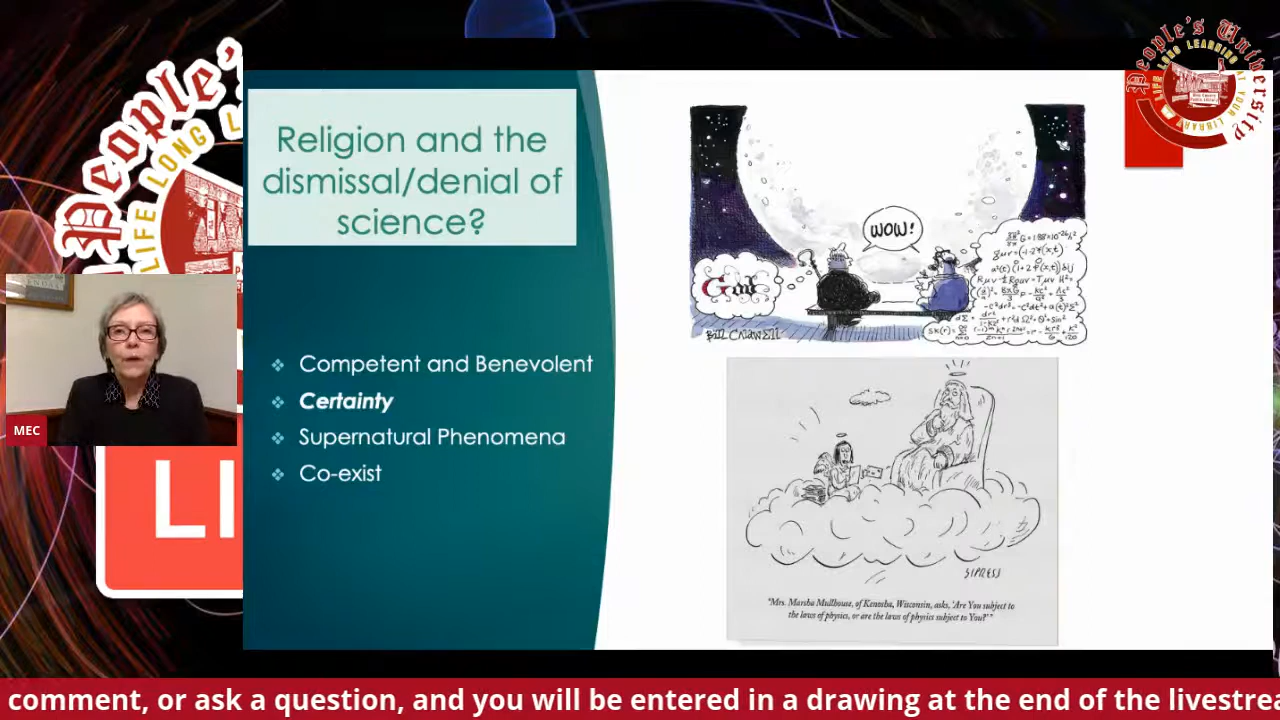 People's University
LIFE LONG LEARNING AT YOUR LIBRARY
People's
LIFE LONG L
LI
MEC
Religion and the
dismissal/denial of
science?
Competent and Benevolent
Certainty
Supernatural Phenomena
Co-exist
WOW!
God
BILL CALDWELL
SIPRESS
"Mrs. Marsha Mullhouse, of Kenosha, Wisconsin, asks, 'Are You subject to
the laws of physics, or are the laws of physics subject to You?'"
comment, or ask a question, and you will be entered in a drawing at the end of the livestrea